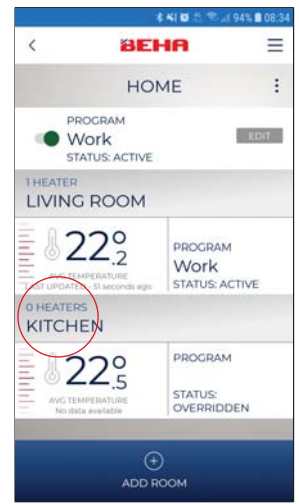 94% 08:34
BEHA
HOME
PROGRAM
Work
STATUS: ACTIVE
EDIT
1 HEATER
LIVING ROOM
22°.2
AVG TEMPERATURE
LAST UPDATED - 51 seconds ago
PROGRAM
Work
STATUS: ACTIVE
0 HEATERS
KITCHEN
22°.5
AVG TEMPERATURE
No data available
PROGRAM
STATUS:
OVERRIDDEN
ADD ROOM